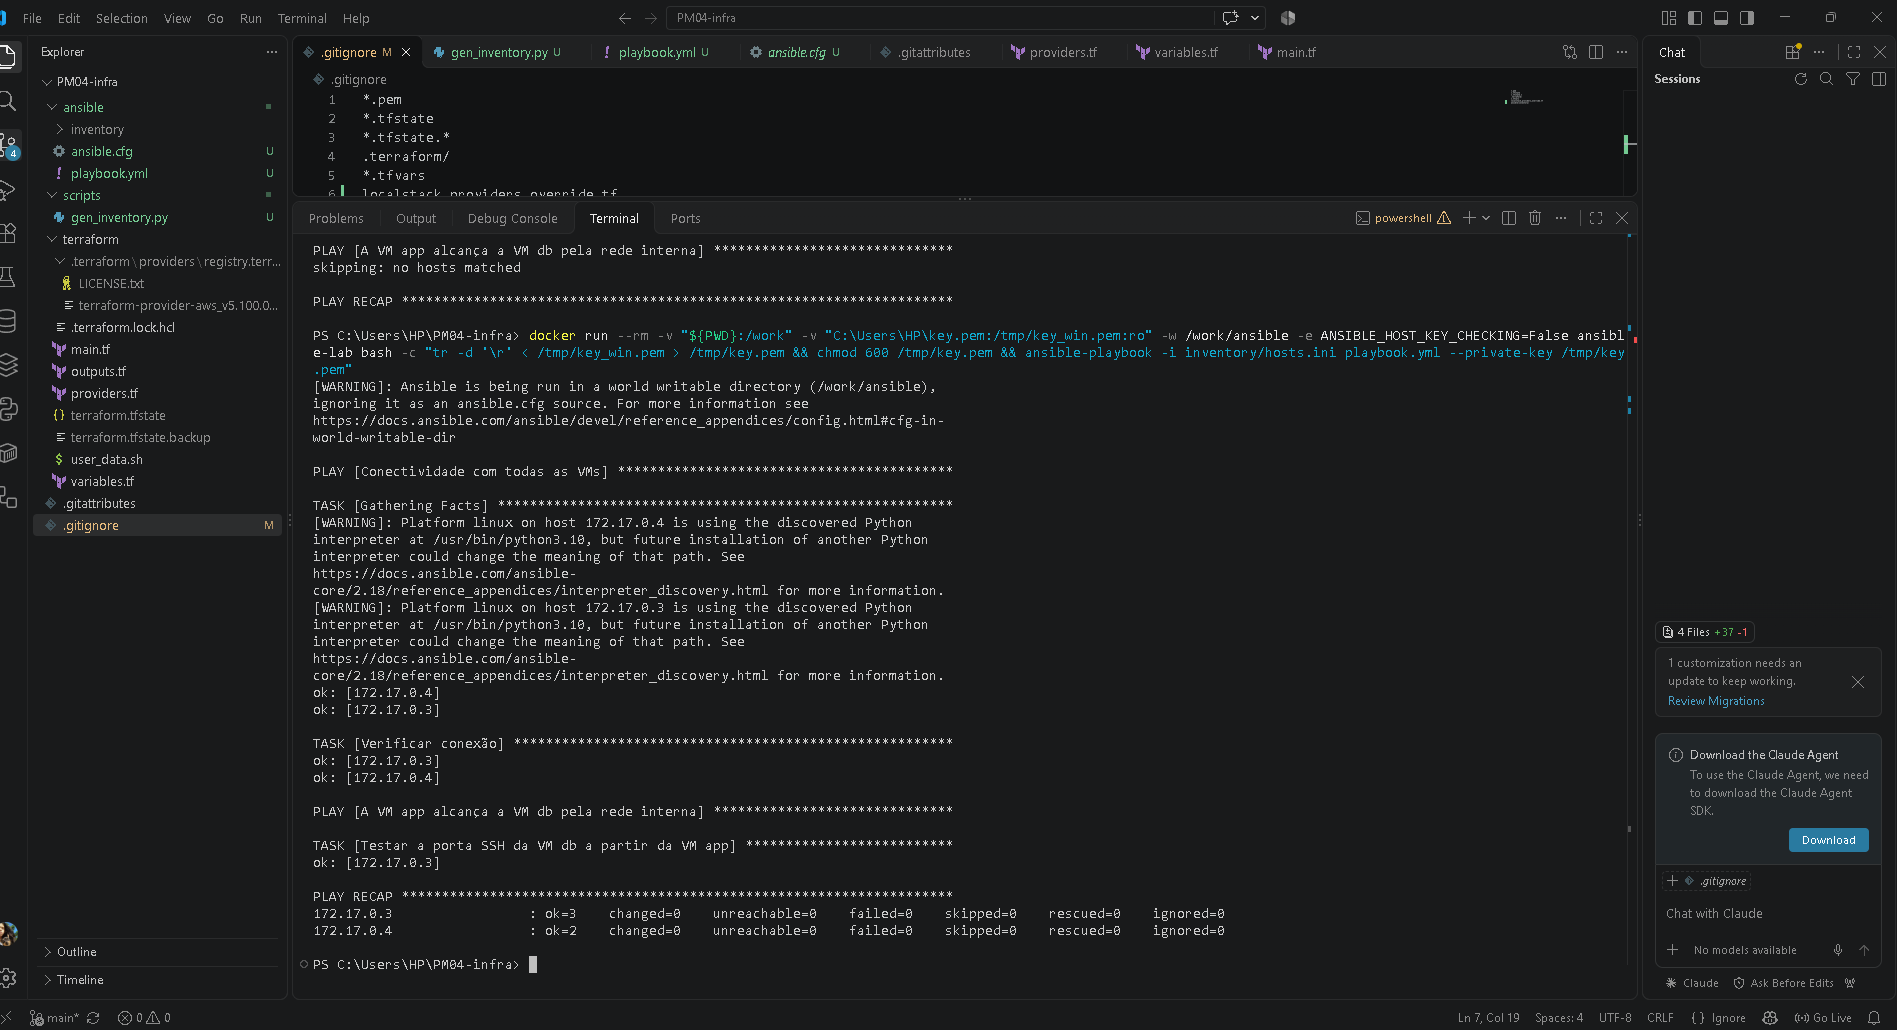 File Edit Selection View Go Run Terminal Help
PM04-infra
Explorer
PM04-infra
ansible
inventory
ansible.cfg U
playbook.yml U
scripts
gen_inventory.py U
terraform
.terraform\providers\registry.terr...
LICENSE.txt
terraform-provider-aws_v5.100.0...
.terraform.lock.hcl
main.tf
outputs.tf
providers.tf
terraform.tfstate
terraform.tfstate.backup
user_data.sh
variables.tf
.gitattributes
.gitignore M
Outline
Timeline
4
.gitignore M gen_inventory.py U playbook.yml U ansible.cfg U .gitattributes providers.tf variables.tf main.tf
.gitignore
1 *.pem
2 *.tfstate
3 *.tfstate.*
4 .terraform/
5 *.tfvars
6 localstack_providers_override.tf
Problems Output Debug Console Terminal Ports
powershell
PLAY [A VM app alcança a VM db pela rede interna] ******************************
skipping: no hosts matched
PLAY RECAP *********************************************************************
PS C:\Users\HP\PM04-infra> docker run --rm -v "${PWD}:/work" -v "C:\Users\HP\key.pem:/tmp/key_win.pem:ro" -w /work/ansible -e ANSIBLE_HOST_KEY_CHECKING=False ansibl
e-lab bash -c "tr -d '\r' < /tmp/key_win.pem > /tmp/key.pem && chmod 600 /tmp/key.pem && ansible-playbook -i inventory/hosts.ini playbook.yml --private-key /tmp/key
.pem"
[WARNING]: Ansible is being run in a world writable directory (/work/ansible),
ignoring it as an ansible.cfg source. For more information see
https://docs.ansible.com/ansible/devel/reference_appendices/config.html#cfg-in-
world-writable-dir
PLAY [Conectividade com todas as VMs] ******************************************
TASK [Gathering Facts] *********************************************************
[WARNING]: Platform linux on host 172.17.0.4 is using the discovered Python
interpreter at /usr/bin/python3.10, but future installation of another Python
interpreter could change the meaning of that path. See
https://docs.ansible.com/ansible-
core/2.18/reference_appendices/interpreter_discovery.html for more information.
[WARNING]: Platform linux on host 172.17.0.3 is using the discovered Python
interpreter at /usr/bin/python3.10, but future installation of another Python
interpreter could change the meaning of that path. See
https://docs.ansible.com/ansible-
core/2.18/reference_appendices/interpreter_discovery.html for more information.
ok: [172.17.0.4]
ok: [172.17.0.3]
TASK [Verificar conexão] *******************************************************
ok: [172.17.0.3]
ok: [172.17.0.4]
PLAY [A VM app alcança a VM db pela rede interna] ******************************
TASK [Testar a porta SSH da VM db a partir da VM app] **************************
ok: [172.17.0.3]
PLAY RECAP *********************************************************************
172.17.0.3 : ok=3 changed=0 unreachable=0 failed=0 skipped=0 rescued=0 ignored=0
172.17.0.4 : ok=2 changed=0 unreachable=0 failed=0 skipped=0 rescued=0 ignored=0
PS C:\Users\HP\PM04-infra>
Chat
Sessions
4 Files +37 -1
1 customization needs an
update to keep working.
Review Migrations
Download the Claude Agent
To use the Claude Agent, we need
to download the Claude Agent
SDK.
Download
.gitignore
Chat with Claude
No models available
Claude Ask Before Edits
main* 0 0
Ln 7, Col 19 Spaces: 4 UTF-8 CRLF {} Ignore Go Live